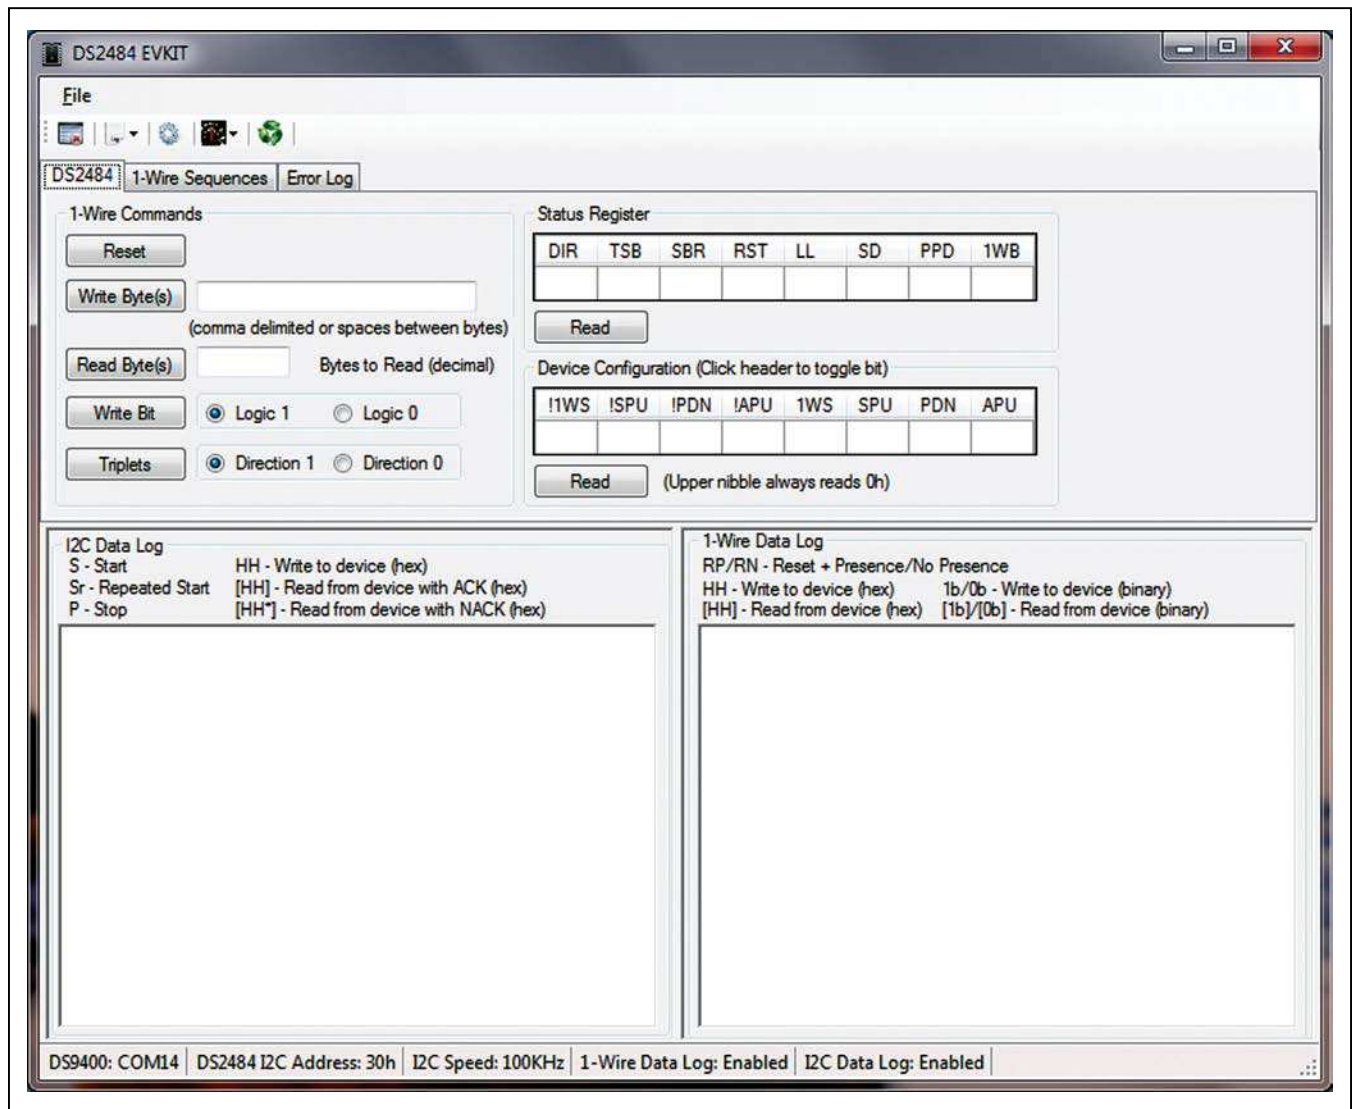 DS2484 EVKIT
File
DS2484 1-Wire Sequences Error Log
1-Wire Commands
Reset
Write Byte(s)
(comma delimited or spaces between bytes)
Read Byte(s) Bytes to Read (decimal)
Write Bit Logic 1 Logic 0
Triplets Direction 1 Direction 0
Status Register
DIR TSB SBR RST LL SD PPD 1WB
Read
Device Configuration (Click header to toggle bit)
!1WS !SPU !PDN !APU 1WS SPU PDN APU
Read (Upper nibble always reads 0h)
I2C Data Log
S - Start HH - Write to device (hex)
Sr - Repeated Start [HH] - Read from device with ACK (hex)
P - Stop [HH*] - Read from device with NACK (hex)
1-Wire Data Log
RP/RN - Reset + Presence/No Presence
HH - Write to device (hex) 1b/0b - Write to device (binary)
[HH] - Read from device (hex) [1b]/[0b] - Read from device (binary)
DS9400: COM14 DS2484 I2C Address: 30h I2C Speed: 100KHz 1-Wire Data Log: Enabled I2C Data Log: Enabled